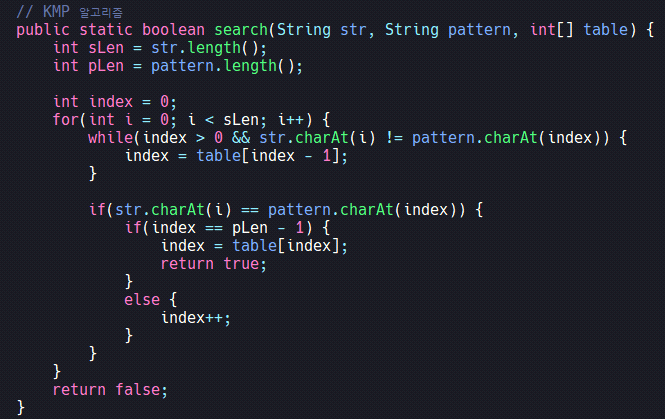 // KMP 알고리즘
public static boolean search(String str, String pattern, int[] table) {
    int sLen = str.length();
    int pLen = pattern.length();

    int index = 0;
    for(int i = 0; i < sLen; i++) {
        while(index > 0 && str.charAt(i) != pattern.charAt(index)) {
            index = table[index - 1];
        }

        if(str.charAt(i) == pattern.charAt(index)) {
            if(index == pLen - 1) {
                index = table[index];
                return true;
            }
            else {
                index++;
            }
        }
    }
    return false;
}